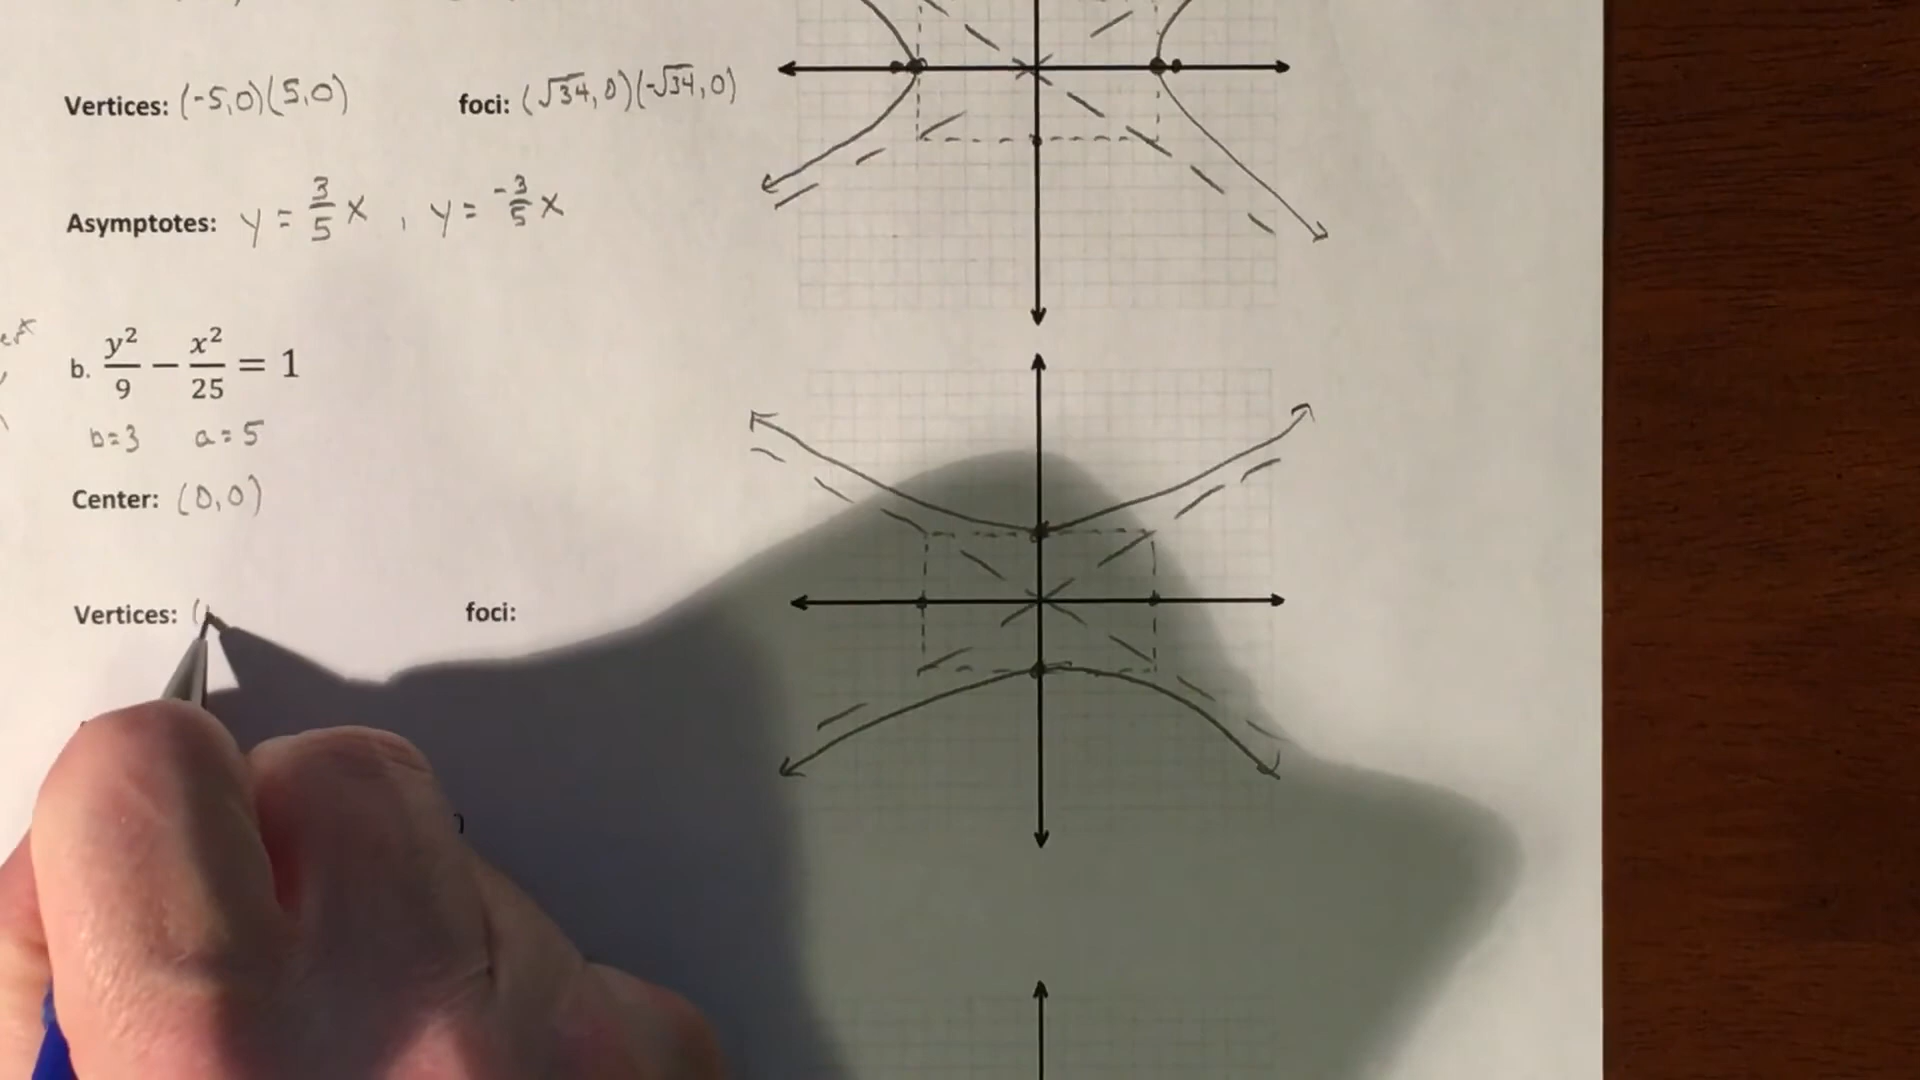 Vertices: (-5,0)(5,0) foci: (√34,0)(-√34,0)
Asymptotes: y = 3/5 x , y = -3/5 x
b. y²/9 − x²/25 = 1
b=3 a=5
Center: (0,0)
Vertices: ( foci: